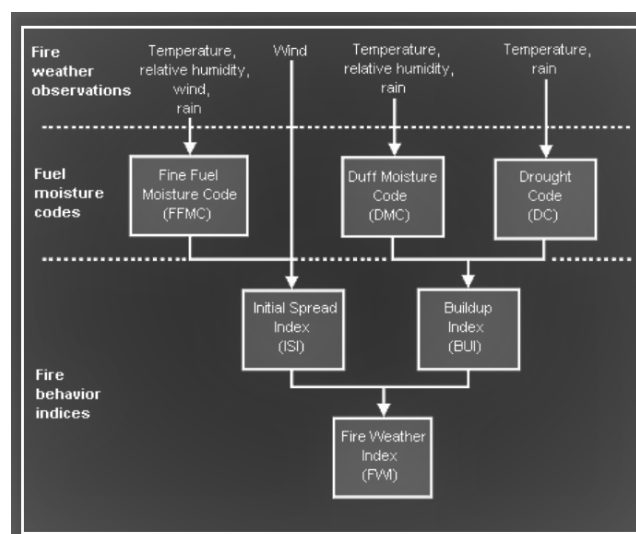 Fire
weather
observations
Temperature,
relative humidity,
wind,
rain
Wind
Temperature,
relative humidity,
rain
Temperature,
rain
Fuel
moisture
codes
Fine Fuel
Moisture Code
(FFMC)
Duff Moisture
Code
(DMC)
Drought
Code
(DC)
Fire
behavior
indices
Initial Spread
Index
(ISI)
Buildup
Index
(BUI)
Fire Weather
Index
(FWI)